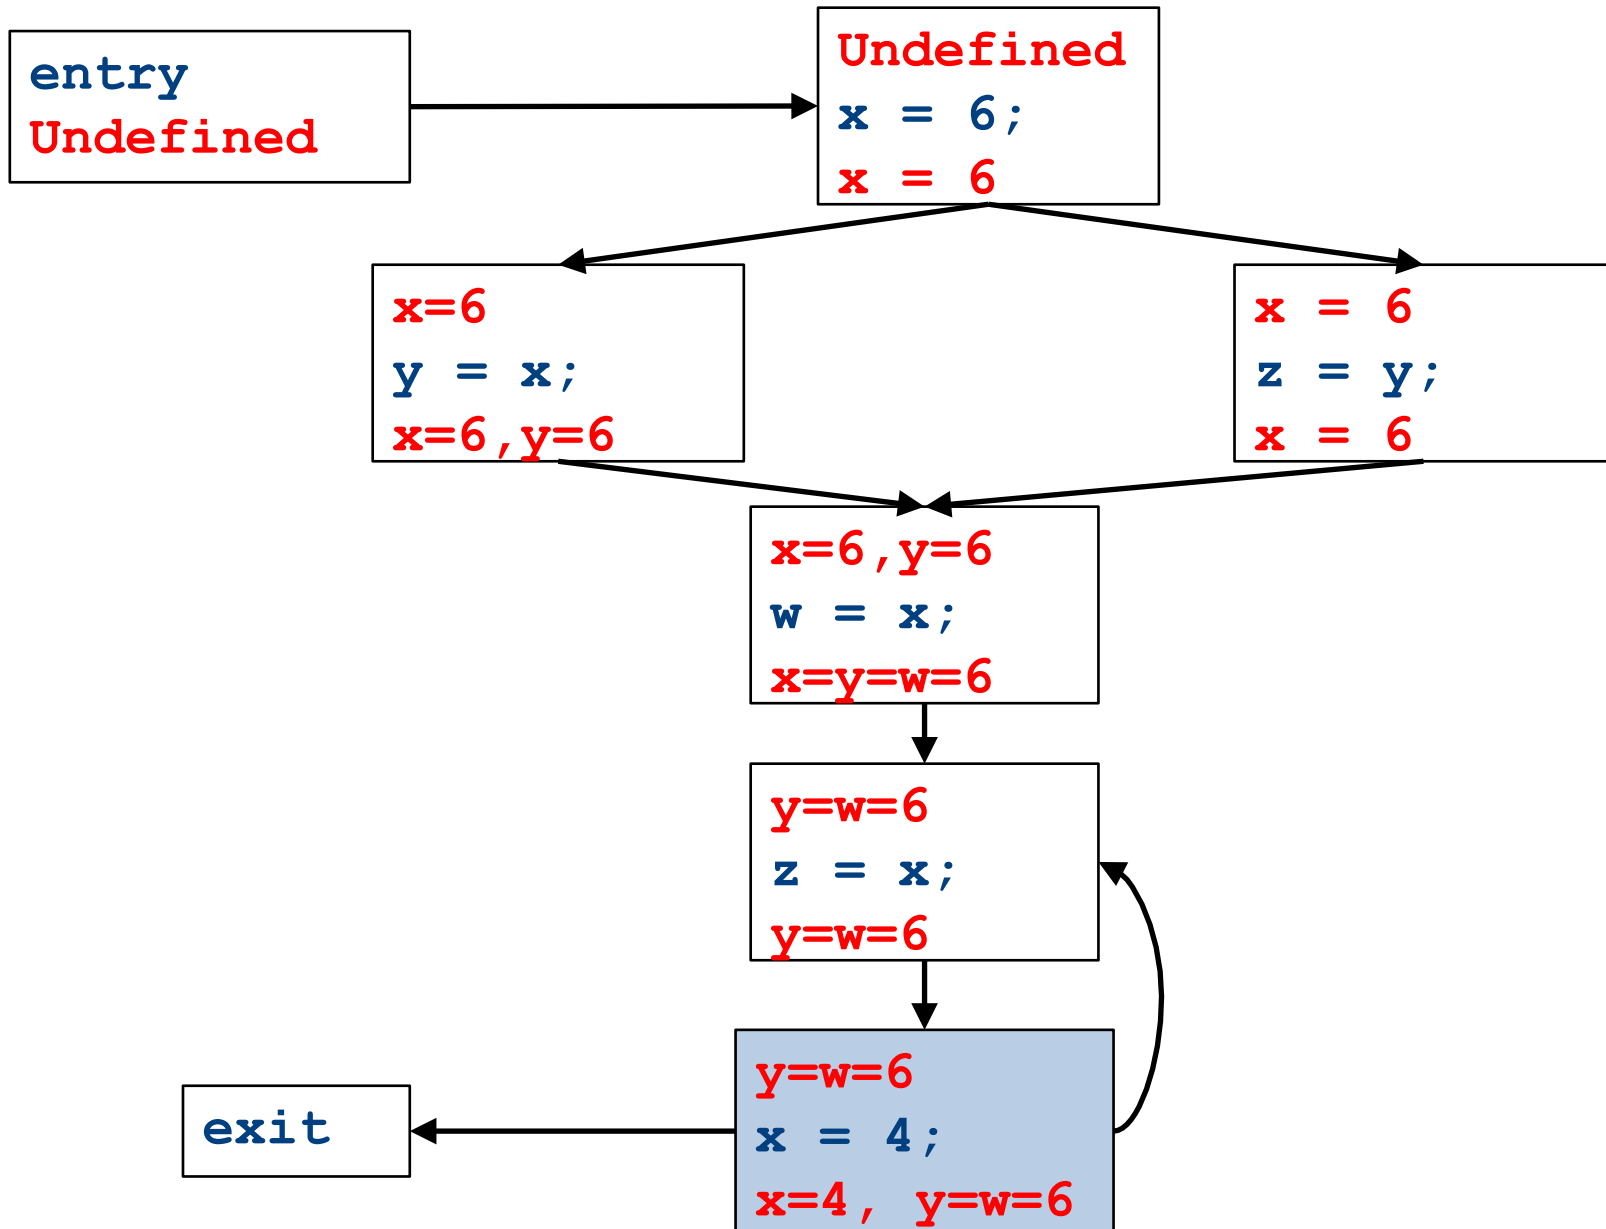 entry
Undefined
Undefined
x = 6;
x = 6
x=6
y = x;
x=6,y=6
x = 6
z = y;
x = 6
x=6,y=6
w = x;
x=y=w=6
y=w=6
z = x;
y=w=6
y=w=6
x = 4;
x=4, y=w=6
exit